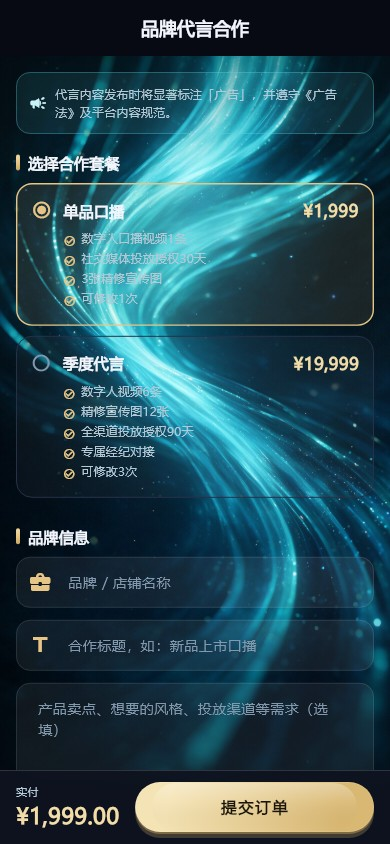 品牌代言合作
代言内容发布时将显著标注「广告」，并遵守《广告
法》及平台内容规范。
选择合作套餐
单品口播
¥1,999
数字人口播视频1条
社交媒体投放授权30天
3张精修宣传图
可修改1次
季度代言
¥19,999
数字人视频6条
精修宣传图12张
全渠道投放授权90天
专属经纪对接
可修改3次
品牌信息
品牌 / 店铺名称
T
合作标题，如：新品上市口播
产品卖点、想要的风格、投放渠道等需求（选
填）
实付
¥1,999.00
提交订单